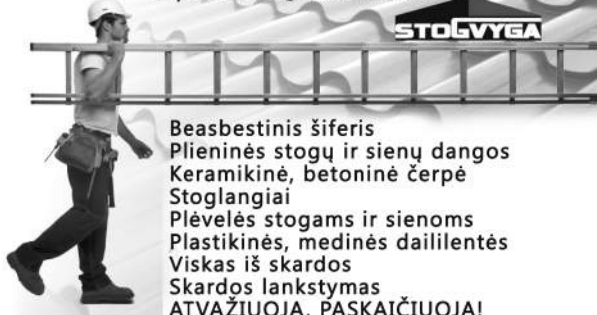 STOGVYGA
Beasbestinis šiferis
Plieninės stogų ir sienų dangos
Keramikinė, betoninė čerpė
Stoglangiai
Plėvelės stogams ir sienoms
Plastikinės, medinės daililentės
Viskas iš skardos
Skardos lankstymas
ATVAŽIUOJA, PASKAIČIUOJA!